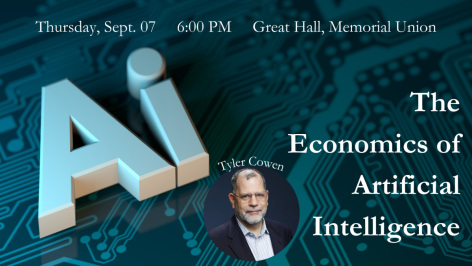 Thursday, Sept. 07 6:00 PM Great Hall, Memorial Union
Ai
The
Economics of
Artificial
Intelligence
Tyler Cowen